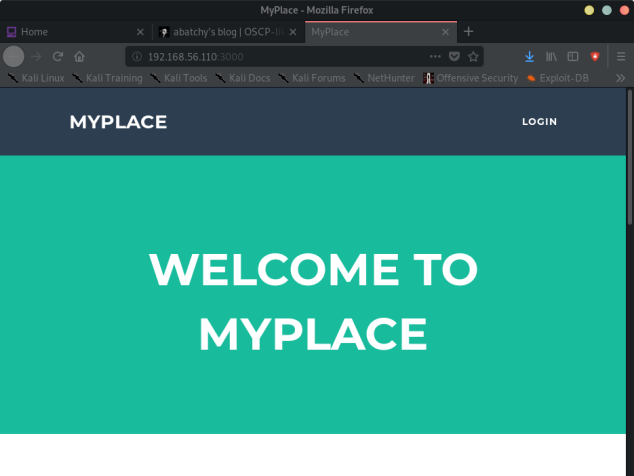 MyPlace - Mozilla Firefox
Home
abatchy's blog | OSCP-li
MyPlace
192.168.56.110:3000
Kali Linux Kali Training Kali Tools Kali Docs Kali Forums NetHunter Offensive Security Exploit-DB
MYPLACE
LOGIN
WELCOME TO
MYPLACE